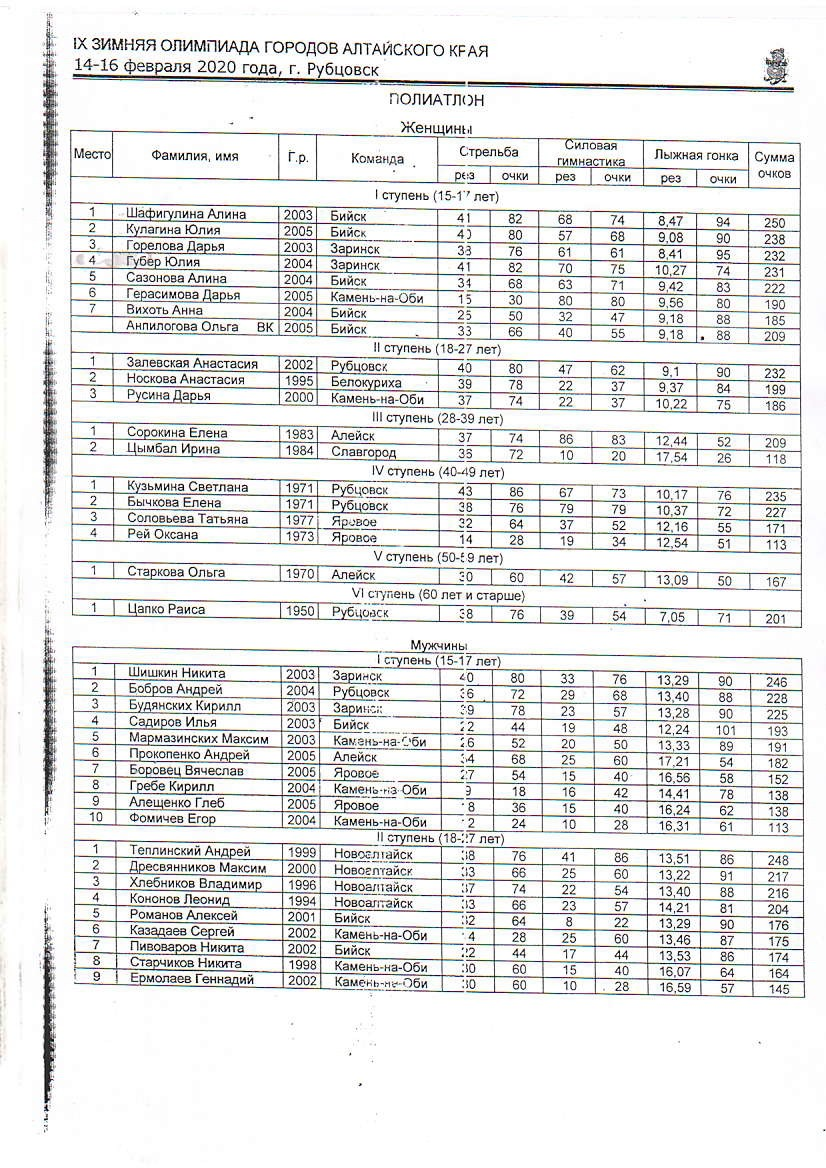 IX ЗИМНЯЯ ОЛИМПИАДА ГОРОДОВ АЛТАЙСКОГО КРАЯ
14-16 февраля 2020 года, г. Рубцовск
ПОЛИАТЛОН
Женщины
Место Фамилия, имя Г.р. Команда Стрельба Силовая гимнастика Лыжная гонка Сумма очков
рез очки рез очки рез очки
I ступень (15-17 лет)
1 Шафигулина Алина 2003 Бийск 41 82 68 74 8,47 94 250
2 Кулагина Юлия 2005 Бийск 40 80 57 68 9,08 90 238
3 Горелова Дарья 2003 Заринск 38 76 61 61 8,41 95 232
4 Губер Юлия 2004 Заринск 41 82 70 75 10,27 74 231
5 Сазонова Алина 2004 Бийск 34 68 63 71 9,42 83 222
6 Герасимова Дарья 2005 Камень-на-Оби 15 30 80 80 9,56 80 190
7 Вихоть Анна 2004 Бийск 25 50 32 47 9,18 88 185
Анпилогова Ольга ВК 2005 Бийск 33 66 40 55 9,18 88 209
II ступень (18-27 лет)
1 Залевская Анастасия 2002 Рубцовск 40 80 47 62 9,1 90 232
2 Носкова Анастасия 1995 Белокуриха 39 78 22 37 9,37 84 199
3 Русина Дарья 2000 Камень-на-Оби 37 74 22 37 10,22 75 186
III ступень (28-39 лет)
1 Сорокина Елена 1983 Алейск 37 74 86 83 12,44 52 209
2 Цымбал Ирина 1984 Славгород 36 72 10 20 17,54 26 118
IV ступень (40-49 лет)
1 Кузьмина Светлана 1971 Рубцовск 43 86 67 73 10,17 76 235
2 Бычкова Елена 1971 Рубцовск 38 76 79 79 10,37 72 227
3 Соловьева Татьяна 1977 Яровое 32 64 37 52 12,16 55 171
4 Рей Оксана 1973 Яровое 14 28 19 34 12,54 51 113
V ступень (50-59 лет)
1 Старкова Ольга 1970 Алейск 30 60 42 57 13,09 50 167
VI ступень (60 лет и старше)
1 Цапко Раиса 1950 Рубцовск 38 76 39 54 7,05 71 201
Мужчины
I ступень (15-17 лет)
1 Шишкин Никита 2003 Заринск 40 80 33 76 13,29 90 246
2 Бобров Андрей 2004 Рубцовск 36 72 29 68 13,40 88 228
3 Будянских Кирилл 2003 Заринск 39 78 23 57 13,28 90 225
4 Садиров Илья 2003 Бийск 22 44 19 48 12,24 101 193
5 Мармазинских Максим 2003 Камень-на-Оби 26 52 20 50 13,33 89 191
6 Прокопенко Андрей 2005 Алейск 34 68 25 60 17,21 54 182
7 Боровец Вячеслав 2005 Яровое 27 54 15 40 16,56 58 152
8 Гребе Кирилл 2004 Камень-на-Оби 9 18 16 42 14,41 78 138
9 Алещенко Глеб 2005 Яровое 18 36 15 40 16,24 62 138
10 Фомичев Егор 2004 Камень-на-Оби 12 24 10 28 16,31 61 113
II ступень (18-27 лет)
1 Теплинский Андрей 1999 Новоалтайск 38 76 41 86 13,51 86 248
2 Дресвянников Максим 2000 Новоалтайск 33 66 25 60 13,22 91 217
3 Хлебников Владимир 1996 Новоалтайск 37 74 22 54 13,40 88 216
4 Кононов Леонид 1994 Новоалтайск 33 66 23 57 14,21 81 204
5 Романов Алексей 2001 Бийск 32 64 8 22 13,29 90 176
6 Казадаев Сергей 2002 Камень-на-Оби 14 28 25 60 13,46 87 175
7 Пивоваров Никита 2002 Бийск 22 44 17 44 13,53 86 174
8 Старчиков Никита 1998 Камень-на-Оби 30 60 15 40 16,07 64 164
9 Ермолаев Геннадий 2002 Камень-на-Оби 30 60 10 28 16,59 57 145